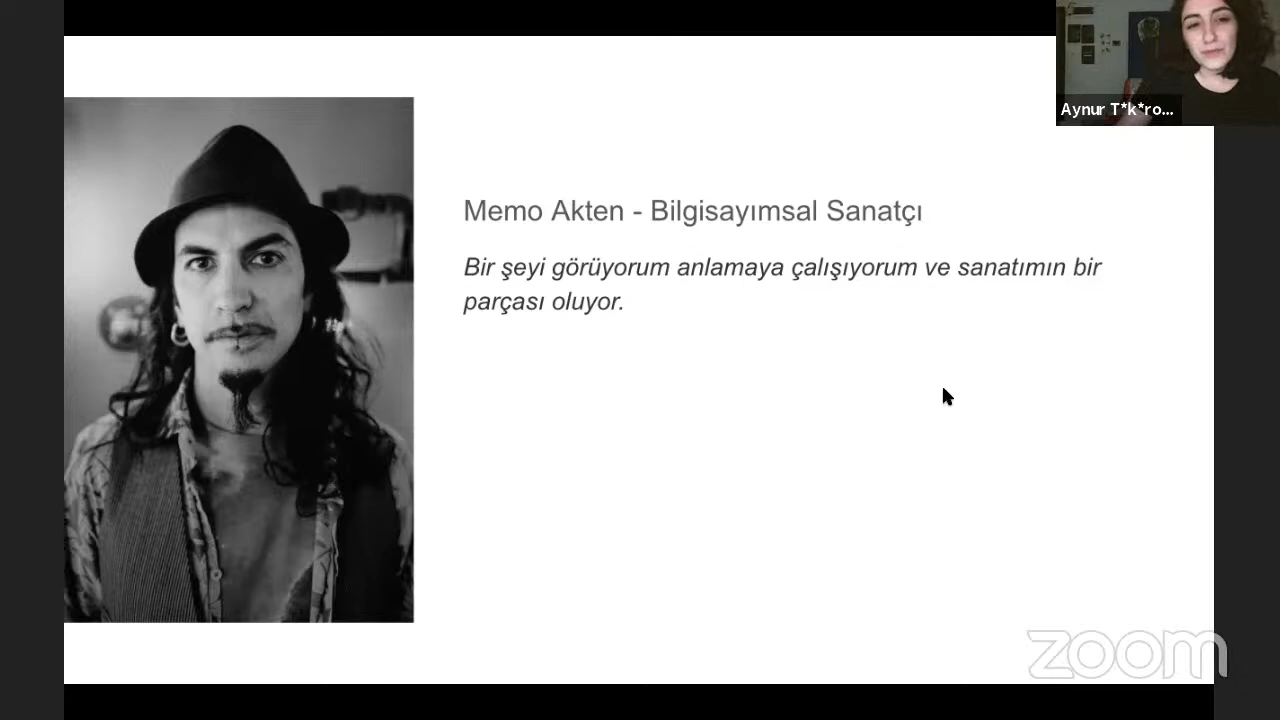 Aynur T*k*ro...
Memo Akten - Bilgisayımsal Sanatçı
Bir şeyi görüyorum anlamaya çalışıyorum ve sanatımın bir
parçası oluyor.
zoom